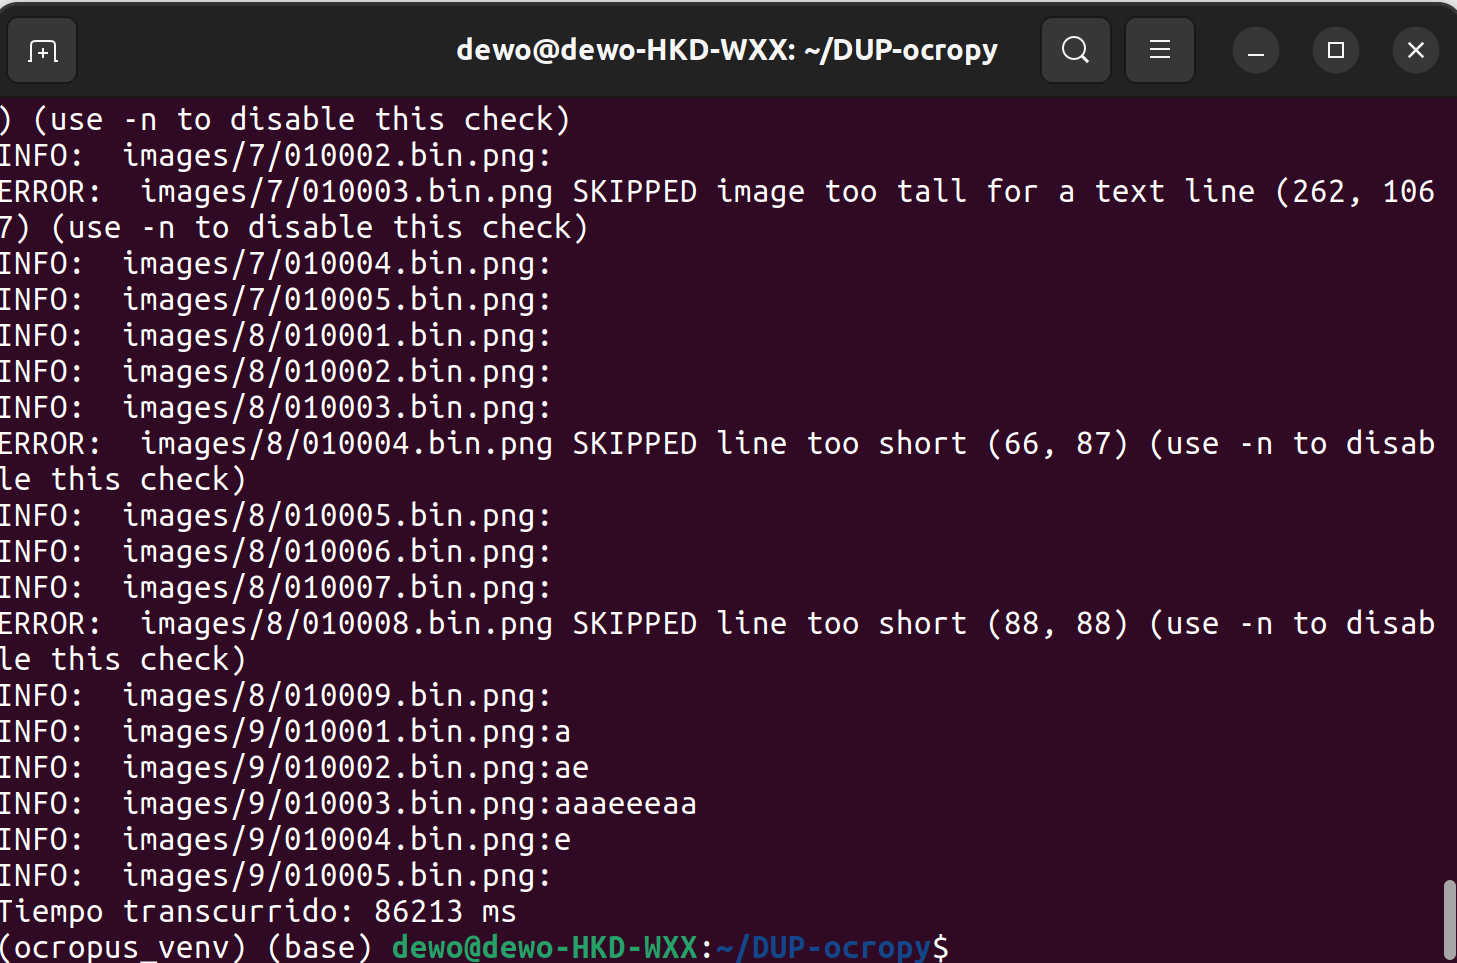 dewo@dewo-HKD-WXX: ~/DUP-ocropy
) (use -n to disable this check)
INFO:  images/7/010002.bin.png:
ERROR:  images/7/010003.bin.png SKIPPED image too tall for a text line (262, 106
7) (use -n to disable this check)
INFO:  images/7/010004.bin.png:
INFO:  images/7/010005.bin.png:
INFO:  images/8/010001.bin.png:
INFO:  images/8/010002.bin.png:
INFO:  images/8/010003.bin.png:
ERROR:  images/8/010004.bin.png SKIPPED line too short (66, 87) (use -n to disab
le this check)
INFO:  images/8/010005.bin.png:
INFO:  images/8/010006.bin.png:
INFO:  images/8/010007.bin.png:
ERROR:  images/8/010008.bin.png SKIPPED line too short (88, 88) (use -n to disab
le this check)
INFO:  images/8/010009.bin.png:
INFO:  images/9/010001.bin.png:a
INFO:  images/9/010002.bin.png:ae
INFO:  images/9/010003.bin.png:aaaeeeaa
INFO:  images/9/010004.bin.png:e
INFO:  images/9/010005.bin.png:
Tiempo transcurrido: 86213 ms
(ocropus_venv) (base) dewo@dewo-HKD-WXX:~/DUP-ocropy$